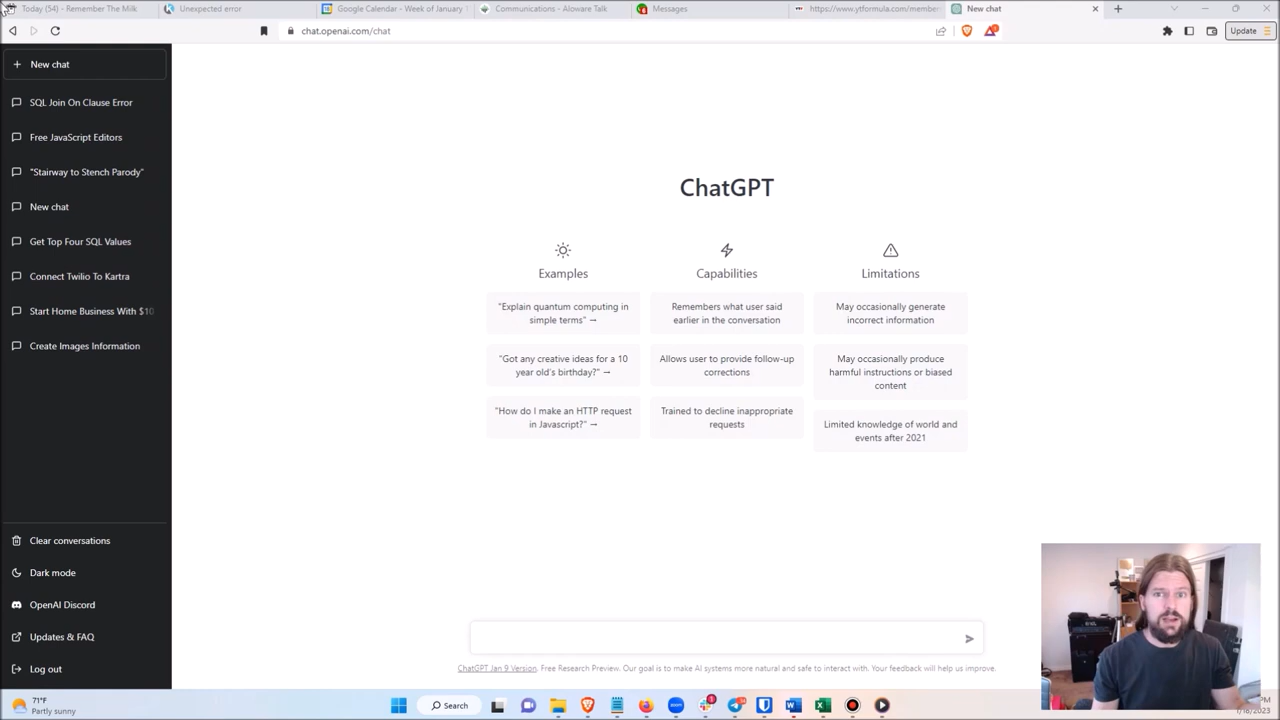 Today (54) - Remember The Milk
Unexpected error
Google Calendar - Week of January
Communications - Aloware Talk
Messages
https://www.ytformula.com/member
New chat
chat.openai.com/chat
Update
New chat
SQL Join On Clause Error
Free JavaScript Editors
"Stairway to Stench Parody"
New chat
Get Top Four SQL Values
Connect Twilio To Kartra
Start Home Business With $10
Create Images Information
Clear conversations
Dark mode
OpenAI Discord
Updates & FAQ
Log out
ChatGPT
Examples
"Explain quantum computing in
simple terms" →
"Got any creative ideas for a 10
year old's birthday?" →
"How do I make an HTTP request
in Javascript?" →
Capabilities
Remembers what user said
earlier in the conversation
Allows user to provide follow-up
corrections
Trained to decline inappropriate
requests
Limitations
May occasionally generate
incorrect information
May occasionally produce
harmful instructions or biased
content
Limited knowledge of world and
events after 2021
ChatGPT Jan 9 Version. Free Research Preview. Our goal is to make AI systems more natural and safe to interact with. Your feedback will help us improve.
71°F
Partly sunny
Search
PM
1/18/2023